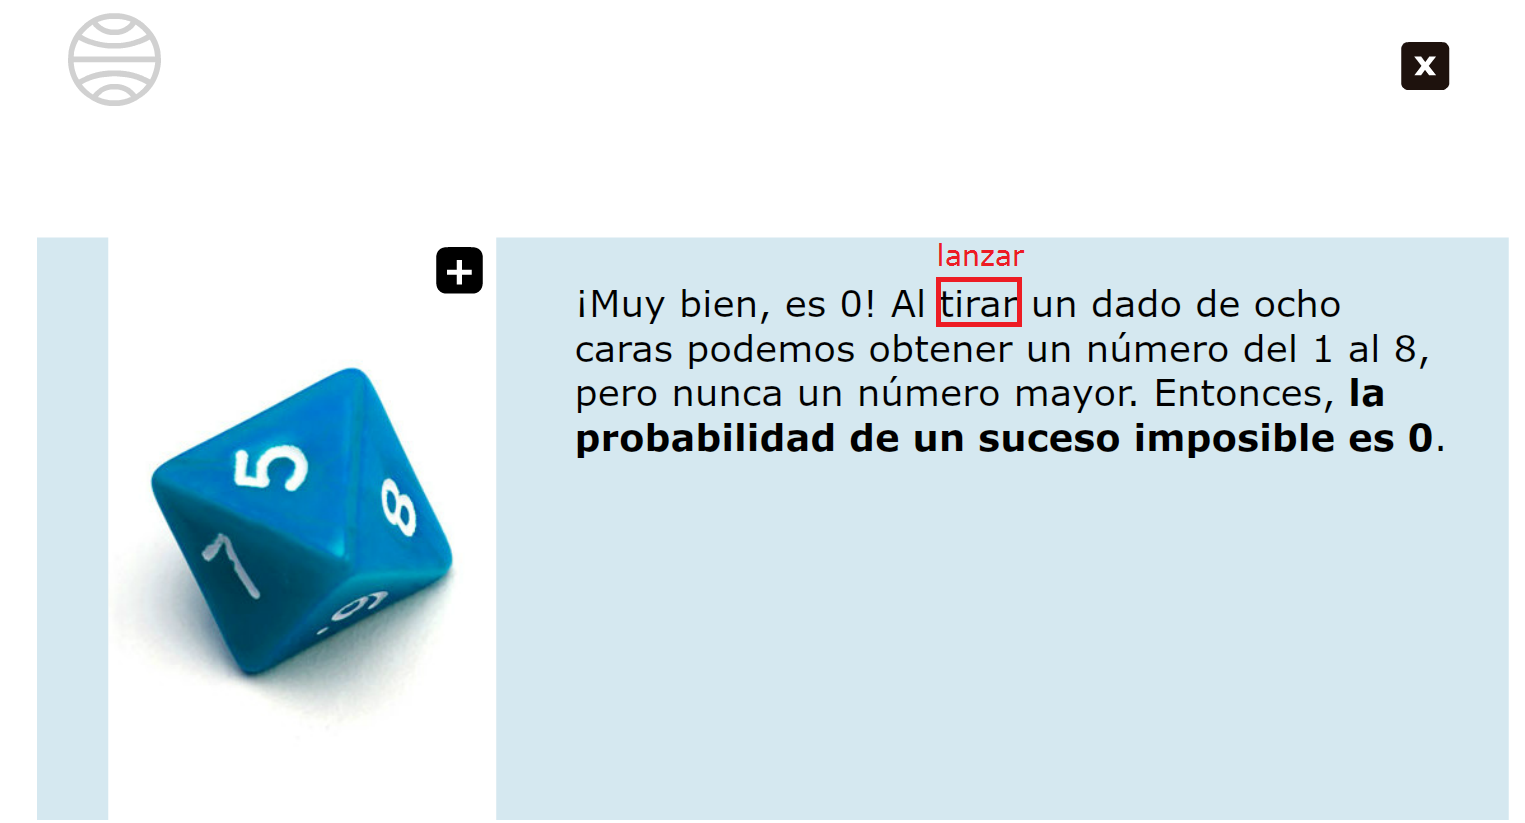 x
+
lanzar
¡Muy bien, es 0! Al tirar un dado de ocho
caras podemos obtener un número del 1 al 8,
pero nunca un número mayor. Entonces, la
probabilidad de un suceso imposible es 0.
5
8
7
6.